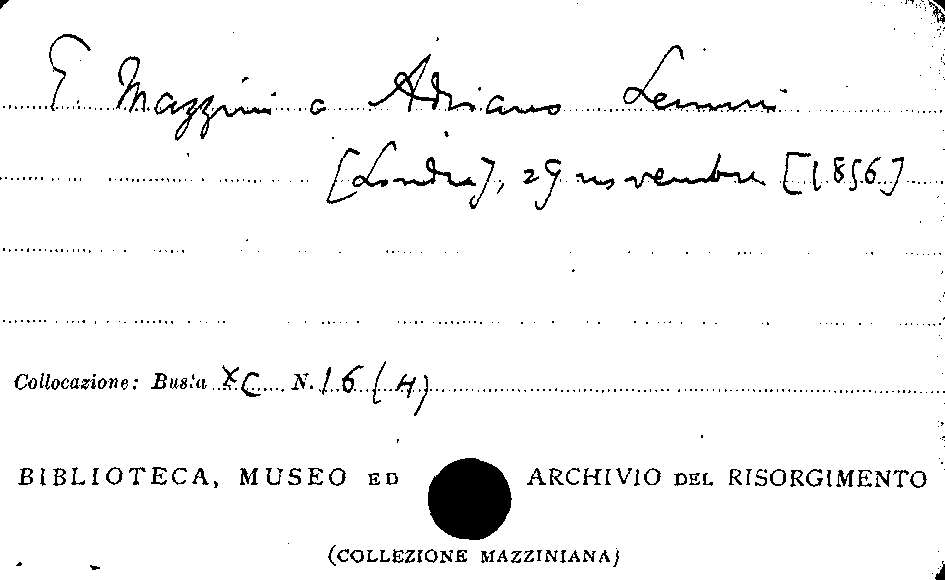 G. Mazzini a Adriano Lemmi
[Londra], 29 novembre [1856]
Collocazione: Busta XC N. 16 (4)
BIBLIOTECA, MUSEO ED ARCHIVIO DEL RISORGIMENTO
(COLLEZIONE MAZZINIANA)